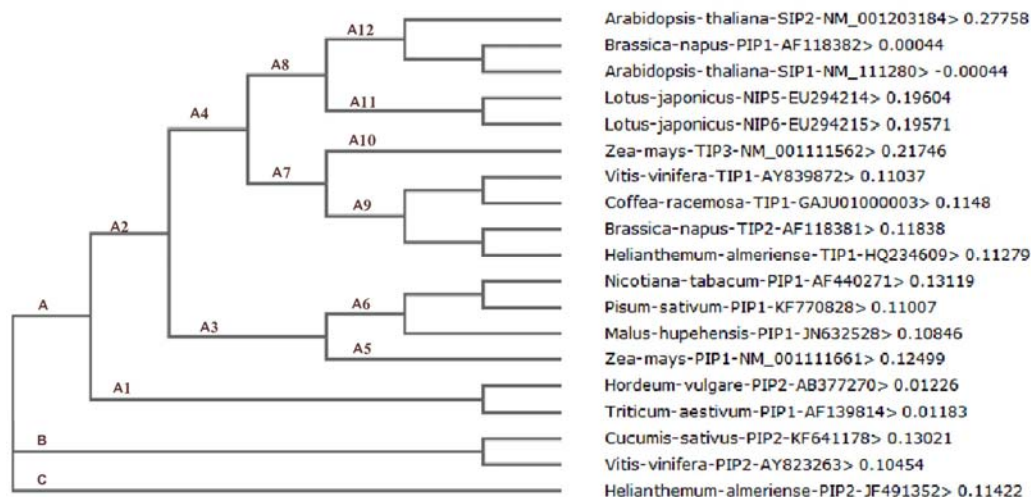 Arabidopsis-thaliana-SIP2-NM_001203184> 0.27758
A12
Brassica-napus-PIP1-AF118382> 0.00044
A8
Arabidopsis-thaliana-SIP1-NM_111280> -0.00044
A11
Lotus-japonicus-NIP5-EU294214> 0.19604
A4
Lotus-japonicus-NIP6-EU294215> 0.19571
A10
Zea-mays-TIP3-NM_001111562> 0.21746
A7
Vitis-vinifera-TIP1-AY839872> 0.11037
A9
Coffea-racemosa-TIP1-GAJU01000003> 0.1148
A2
Brassica-napus-TIP2-AF118381> 0.11838
Helianthemum-almeriense-TIP1-HQ234609> 0.11279
Nicotiana-tabacum-PIP1-AF440271> 0.13119
A
A6
Pisum-sativum-PIP1-KF770828> 0.11007
A3
Malus-hupehensis-PIP1-JN632528> 0.10846
A5
Zea-mays-PIP1-NM_001111661> 0.12499
A1
Hordeum-vulgare-PIP2-AB377270> 0.01226
Triticum-aestivum-PIP1-AF139814> 0.01183
B
Cucumis-sativus-PIP2-KF641178> 0.13021
Vitis-vinifera-PIP2-AY823263> 0.10454
C
Helianthemum-almeriense-PIP2-JF491352> 0.11422